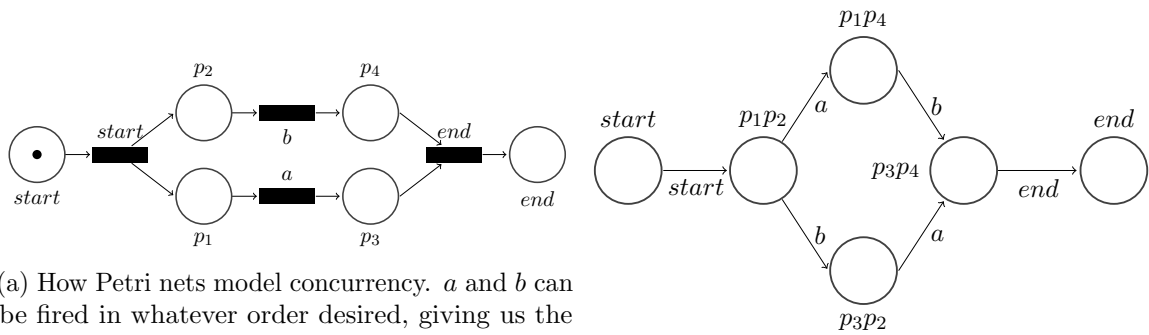 p2
p4
start
b
end
start
a
end
p1
p3
(a) How Petri nets model concurrency. a and b can
be fired in whatever order desired, giving us the
p1p4
a
b
start
p1p2
p3p4
end
start
end
b
a
p3p2